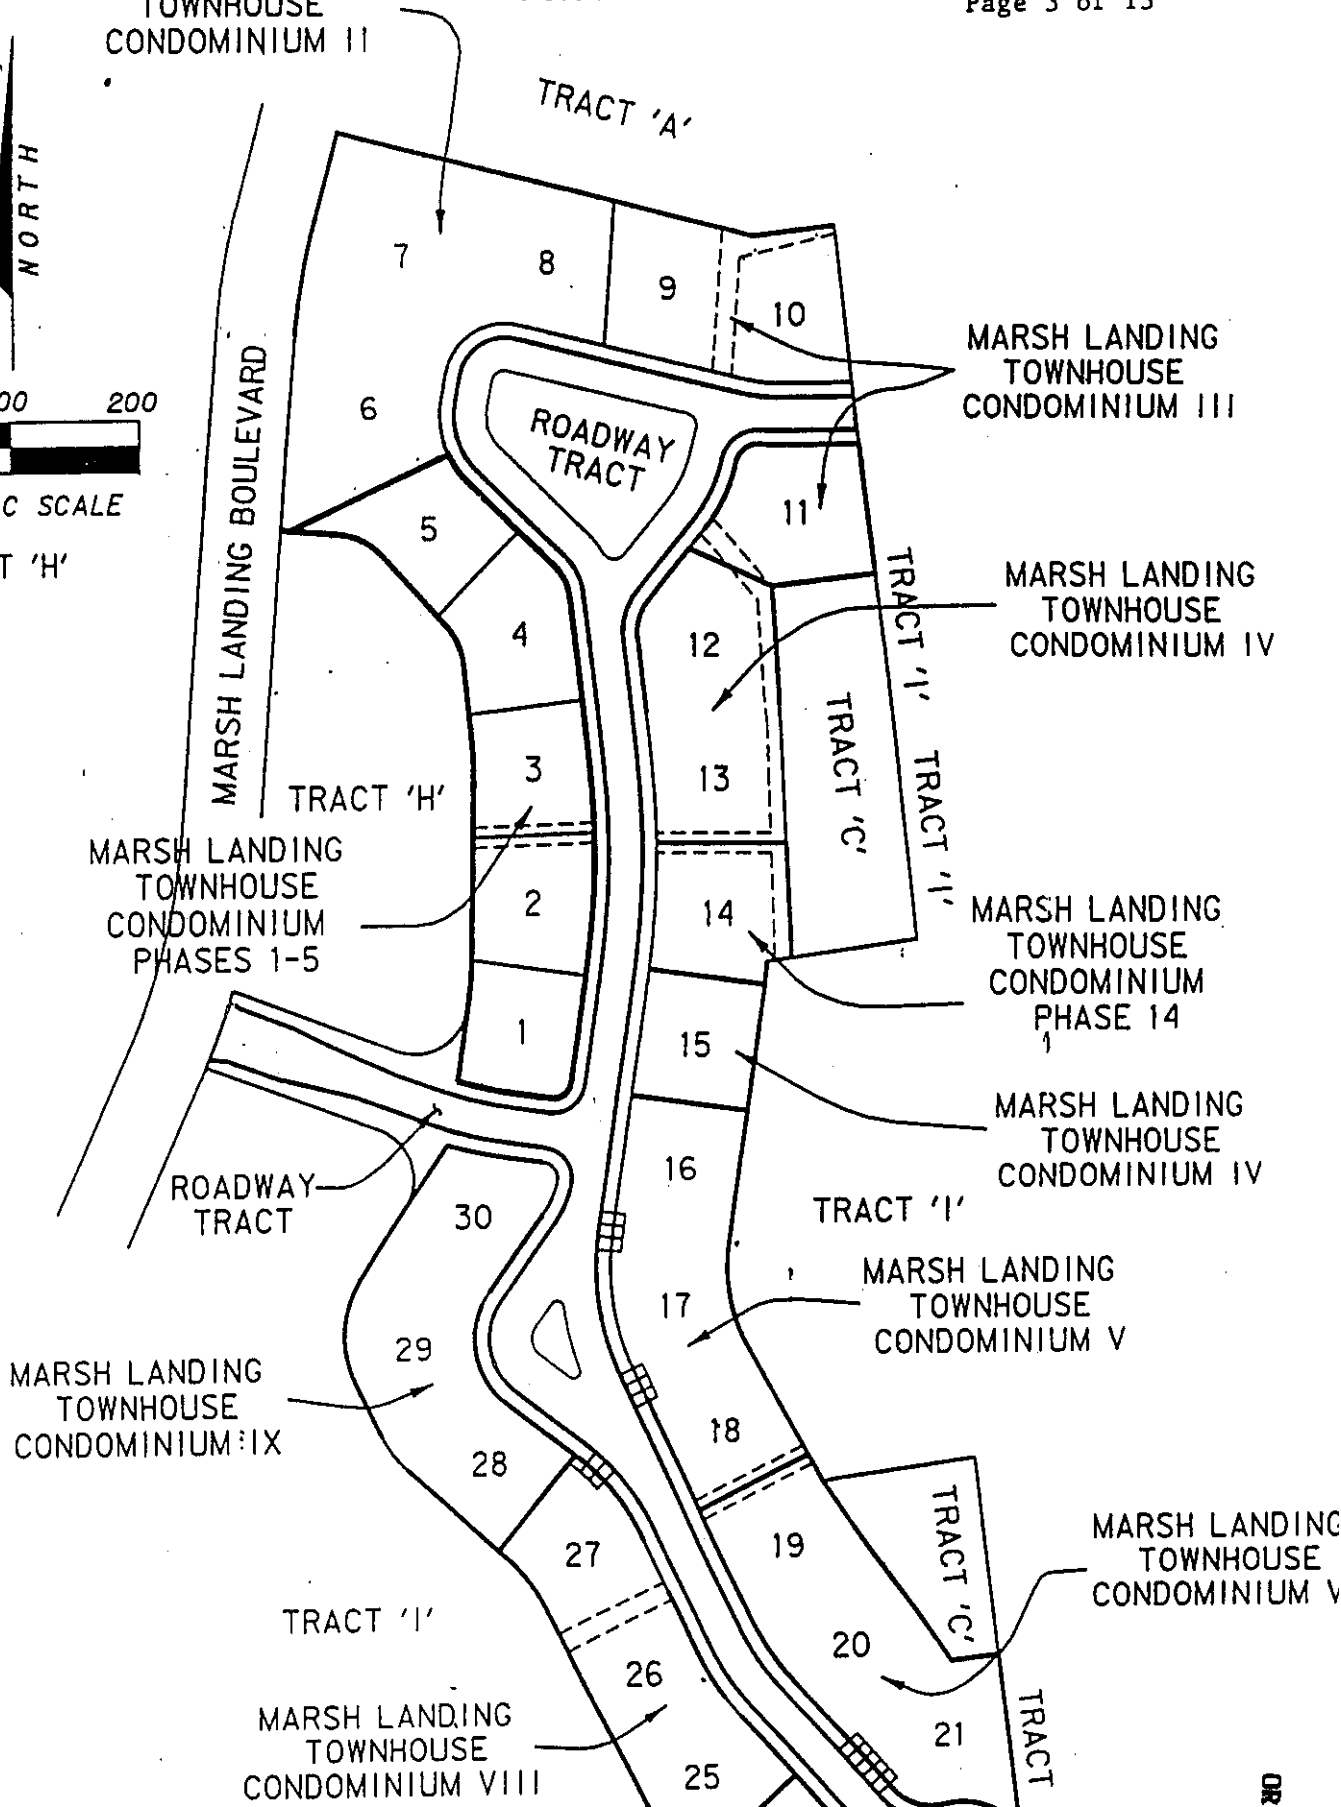 Page 3 of 15
TOWNHOUSE
CONDOMINIUM II
TRACT 'A'
NORTH
7
8
9
10
MARSH LANDING
TOWNHOUSE
CONDOMINIUM III
200
C SCALE
T 'H'
MARSH LANDING BOULEVARD
6
ROADWAY
TRACT
5
11
TRACT 'I'
MARSH LANDING
TOWNHOUSE
CONDOMINIUM IV
4
12
TRACT 'C'
3
13
TRACT 'I'
TRACT 'H'
MARSH LANDING
TOWNHOUSE
CONDOMINIUM
PHASES 1-5
2
14
MARSH LANDING
TOWNHOUSE
CONDOMINIUM
PHASE 14
1
15
MARSH LANDING
TOWNHOUSE
CONDOMINIUM IV
ROADWAY
TRACT
16
TRACT 'I'
30
17
MARSH LANDING
TOWNHOUSE
CONDOMINIUM V
29
MARSH LANDING
TOWNHOUSE
CONDOMINIUM IX
18
28
TRACT 'C'
19
27
MARSH LANDING
TOWNHOUSE
CONDOMINIUM V
TRACT 'I'
20
26
MARSH LANDING
TOWNHOUSE
CONDOMINIUM VIII
21
TRACT
25
OR